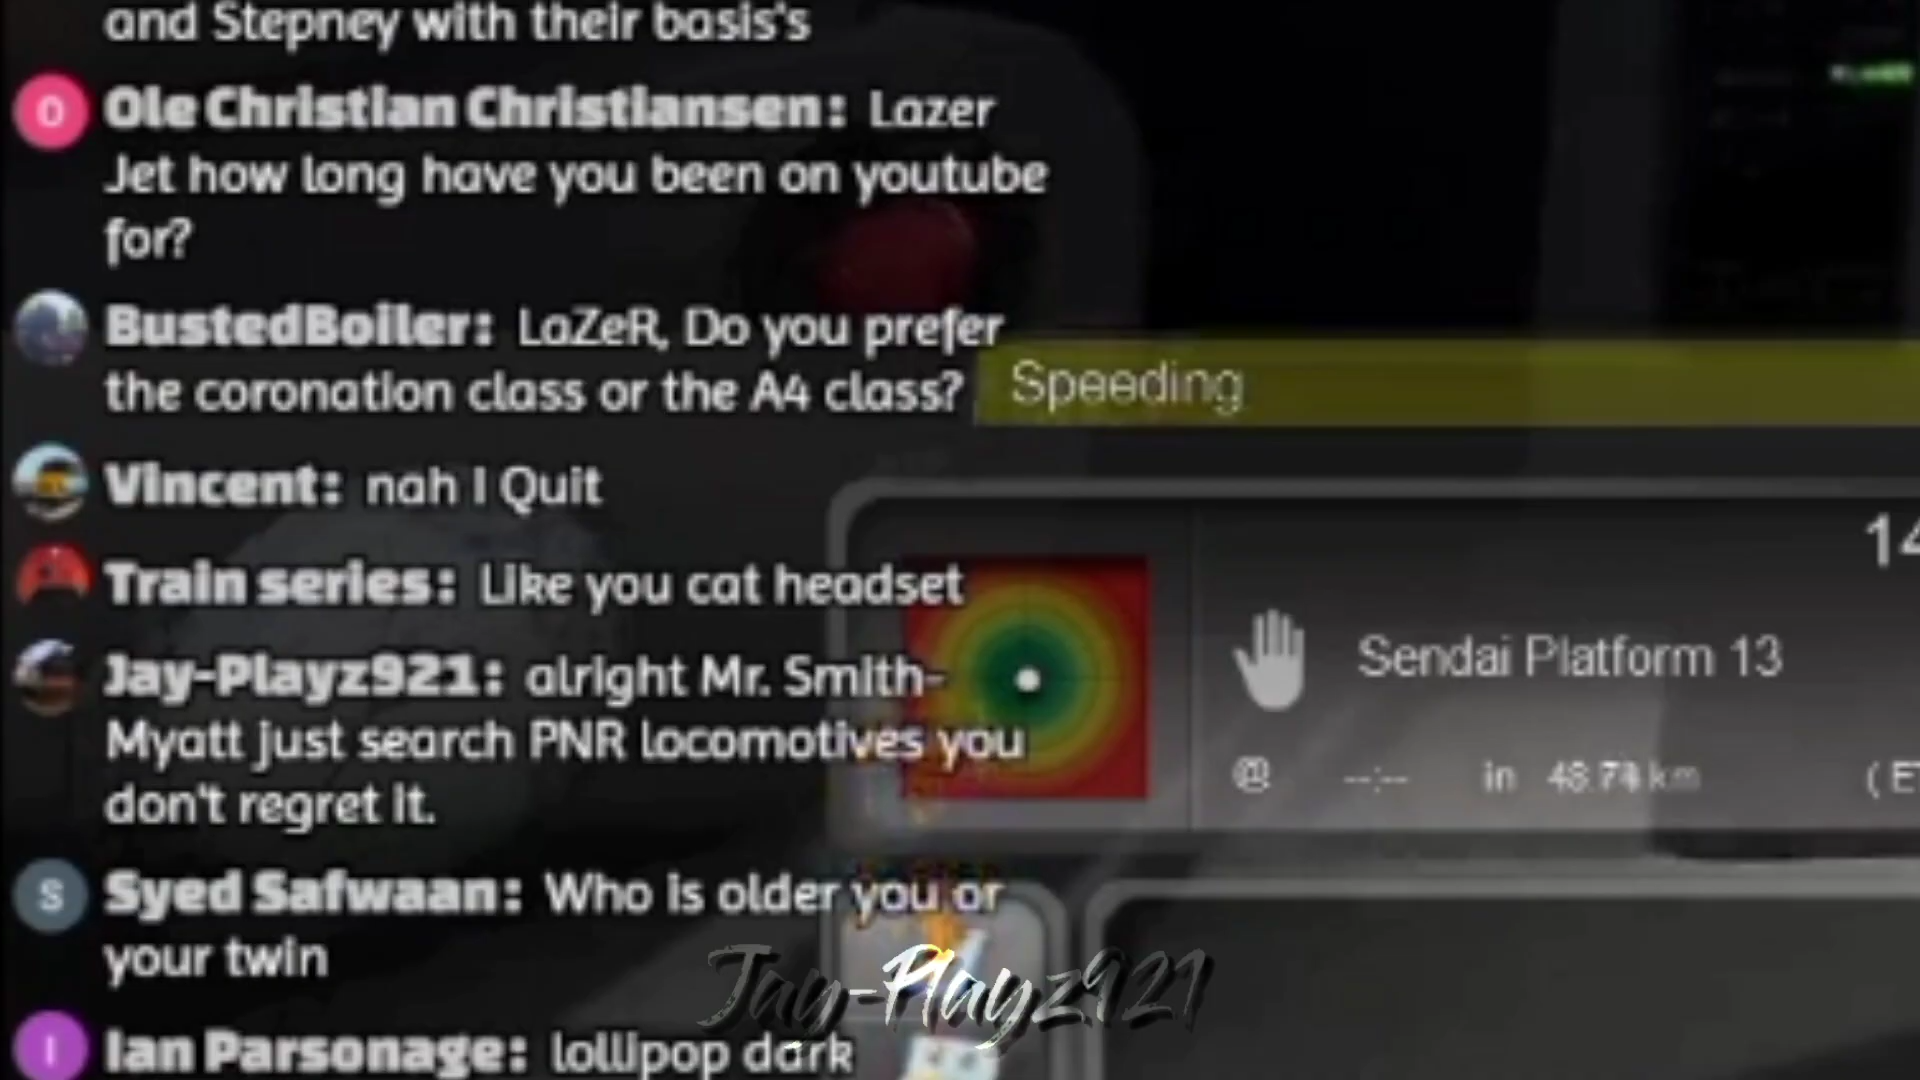 and Stepney with their basis's
O Ole Christian Christiansen: Lazer
Jet how long have you been on youtube
for?
BustedBoiler: LaZeR, Do you prefer
the coronation class or the A4 class?
Speeding
Vincent: nah I Quit
14
Train series: Like you cat headset
Sendai Platform 13
Jay-Playz921: alright Mr. Smith-
Myatt just search PNR locomotives you
don't regret it.
@ --:-- in km
S Syed Safwaan: Who is older you or
your twin
Jay-Playz921
I Ian Parsonage: lollipop dark